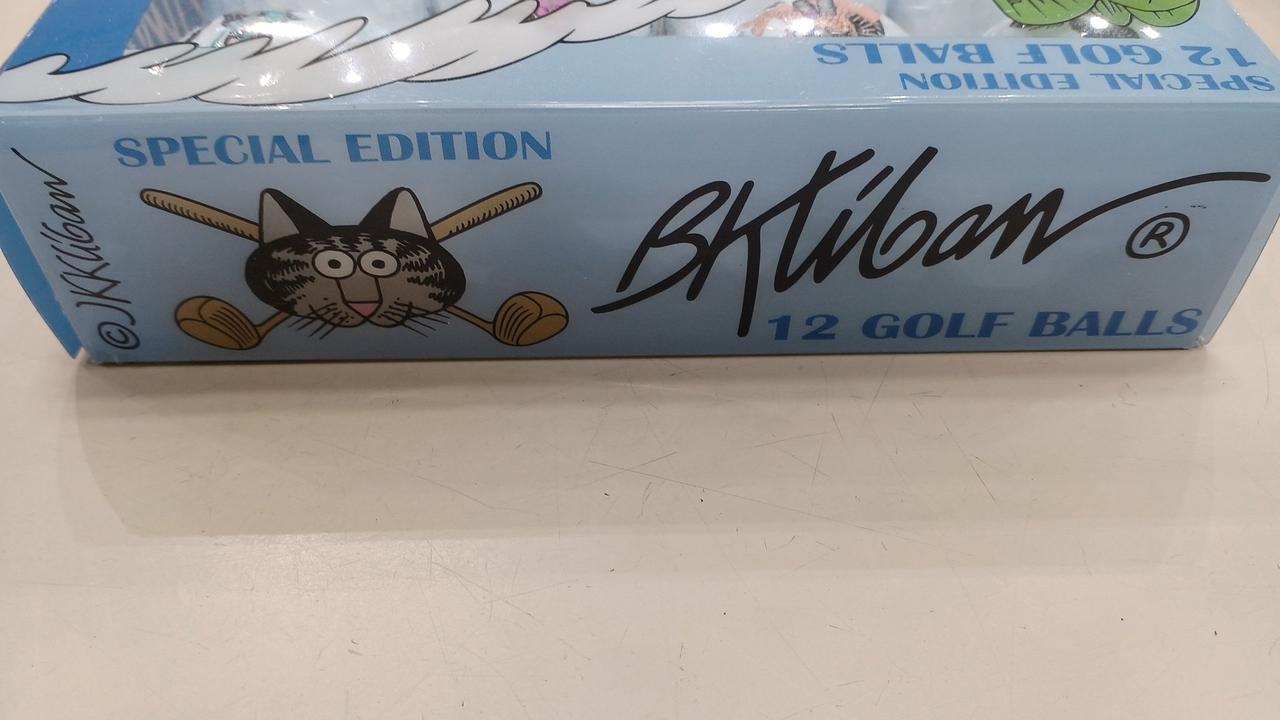 12 GOLF BALLS
SPECIAL EDITION
SPECIAL EDITION
©JKKliban
BKliban®
12 GOLF BALLS